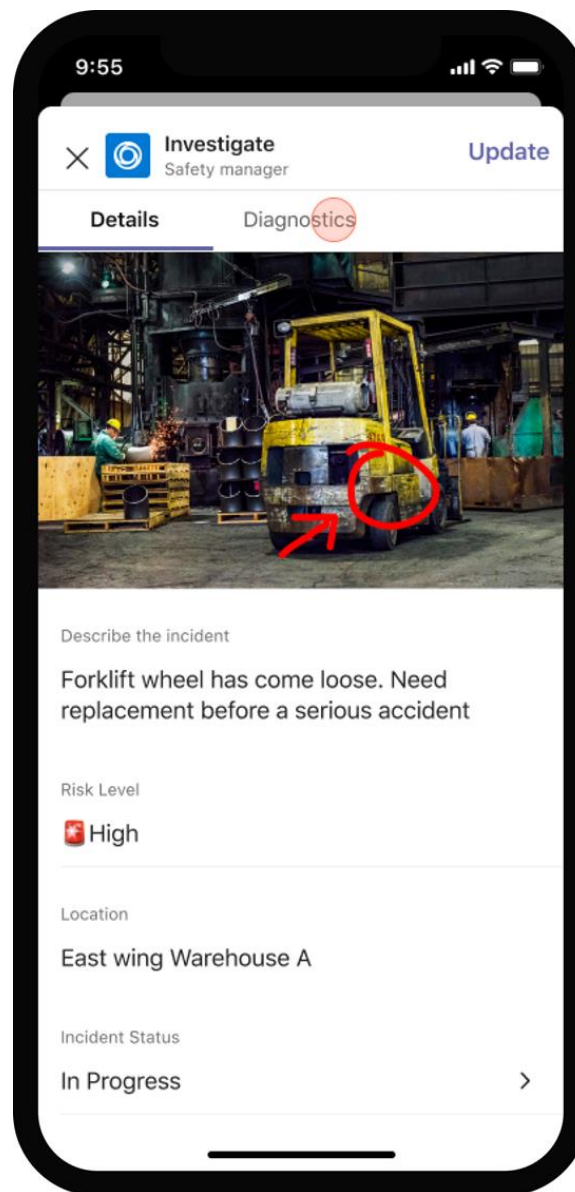 9:55
Investigate
Safety manager
Update
Details
Diagnostics
Describe the incident
Forklift wheel has come loose. Need
replacement before a serious accident
Risk Level
🚨High
Location
East wing Warehouse A
Incident Status
In Progress